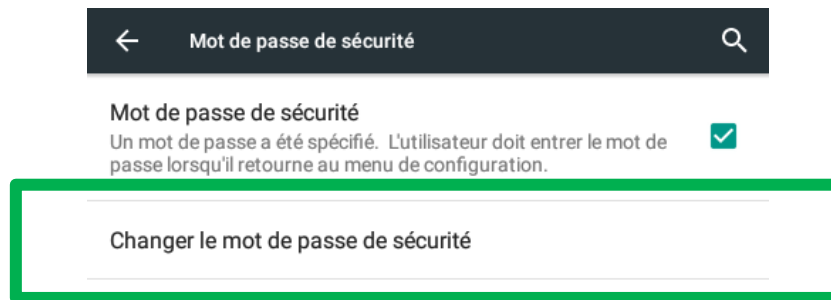 Mot de passe de sécurité
Mot de passe de sécurité
Un mot de passe a été spécifié. L'utilisateur doit entrer le mot de
passe lorsqu'il retourne au menu de configuration.
Changer le mot de passe de sécurité